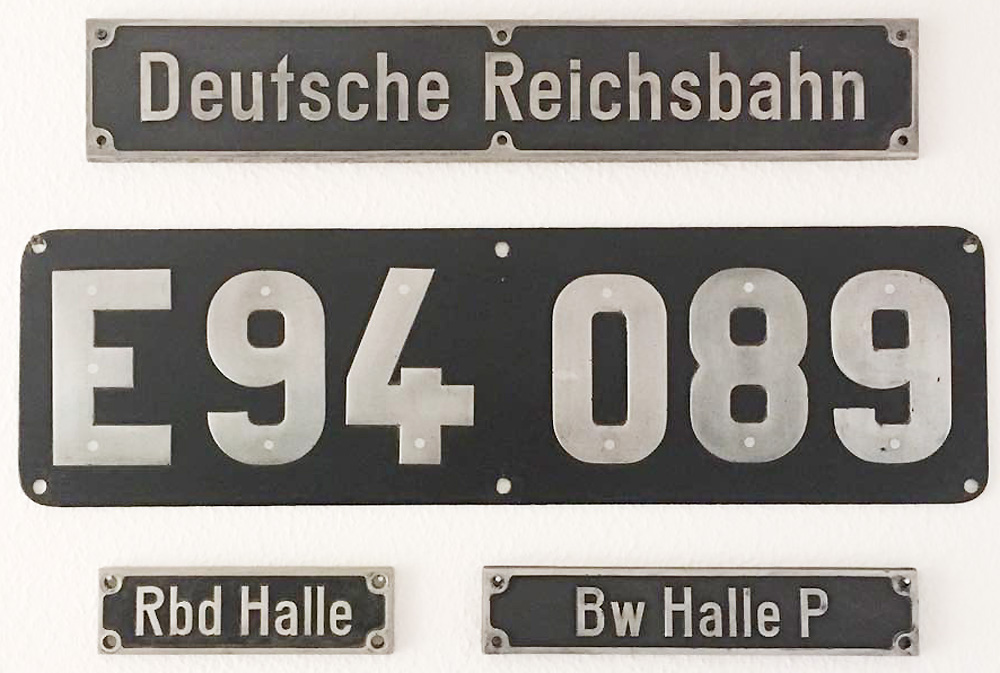 Deutsche Reichsbahn
E94 089
Rbd Halle
Bw Halle P